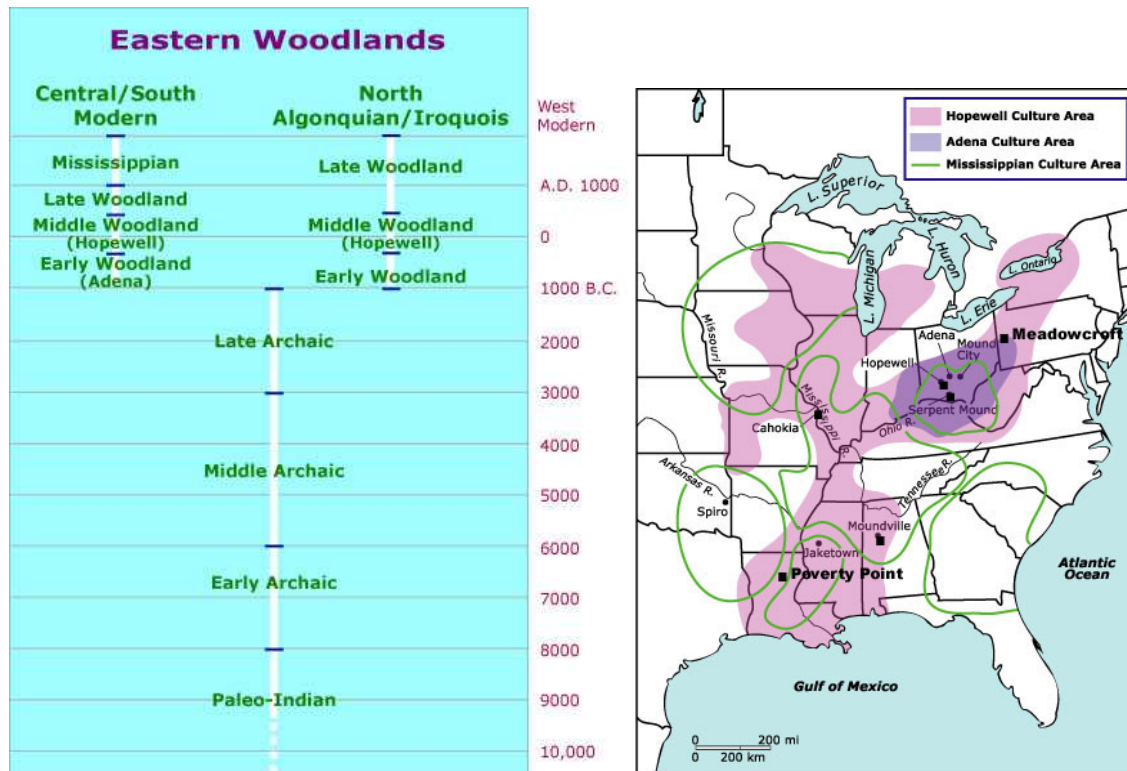 Eastern Woodlands
Central/South
Modern
North
Algonquian/Iroquois
West
Modern
Mississippian
Late Woodland
A.D. 1000
Late Woodland
Middle Woodland
(Hopewell)
Middle Woodland
(Hopewell)
0
Early Woodland
(Adena)
Early Woodland
1000 B.C.
Late Archaic
2000
3000
4000
Middle Archaic
5000
6000
Early Archaic
7000
8000
Paleo-Indian
9000
10,000
Hopewell Culture Area
Adena Culture Area
Mississippian Culture Area
L. Superior
L. Michigan
L. Huron
L. Ontario
L. Erie
Missouri R.
Adena
Mound
City
Meadowcroft
Hopewell
Serpent Mound
Mississippi R.
Cahokia
Ohio R.
Arkansas R.
Tennessee R.
Spiro
Moundville
Jaketown
Poverty Point
Atlantic
Ocean
Gulf of Mexico
0 200 mi
0 200 km